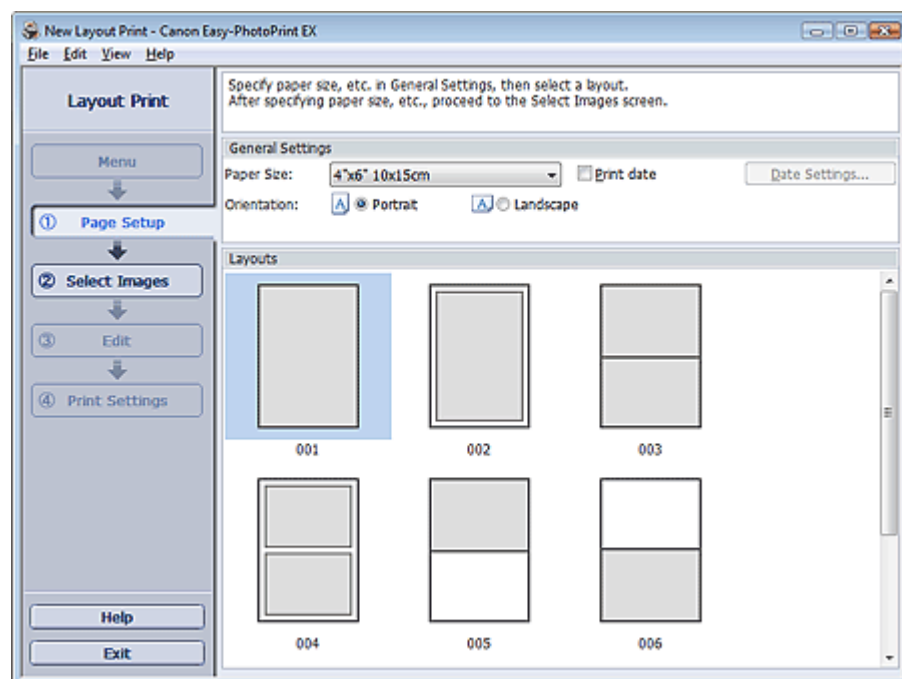 New Layout Print - Canon Easy-PhotoPrint EX
File Edit View Help
Layout Print
Menu
① Page Setup
② Select Images
③ Edit
④ Print Settings
Help
Exit
Specify paper size, etc. in General Settings, then select a layout.
After specifying paper size, etc., proceed to the Select Images screen.
General Settings
Paper Size: 4"x6" 10x15cm Print date Date Settings...
Orientation: A Portrait A Landscape
Layouts
001 002 003
004 005 006